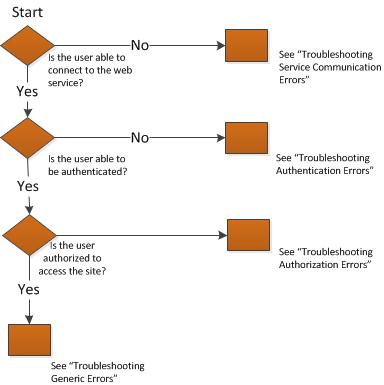 Start
Is the user able to
connect to the web
service?
No
See “Troubleshooting
Service Communication
Errors”
Yes
Is the user able to
be authenticated?
No
See “Troubleshooting
Authentication Errors”
Yes
Is the user
authorized to
access the site?
See “Troubleshooting
Authorization Errors”
Yes
See “Troubleshooting
Generic Errors”